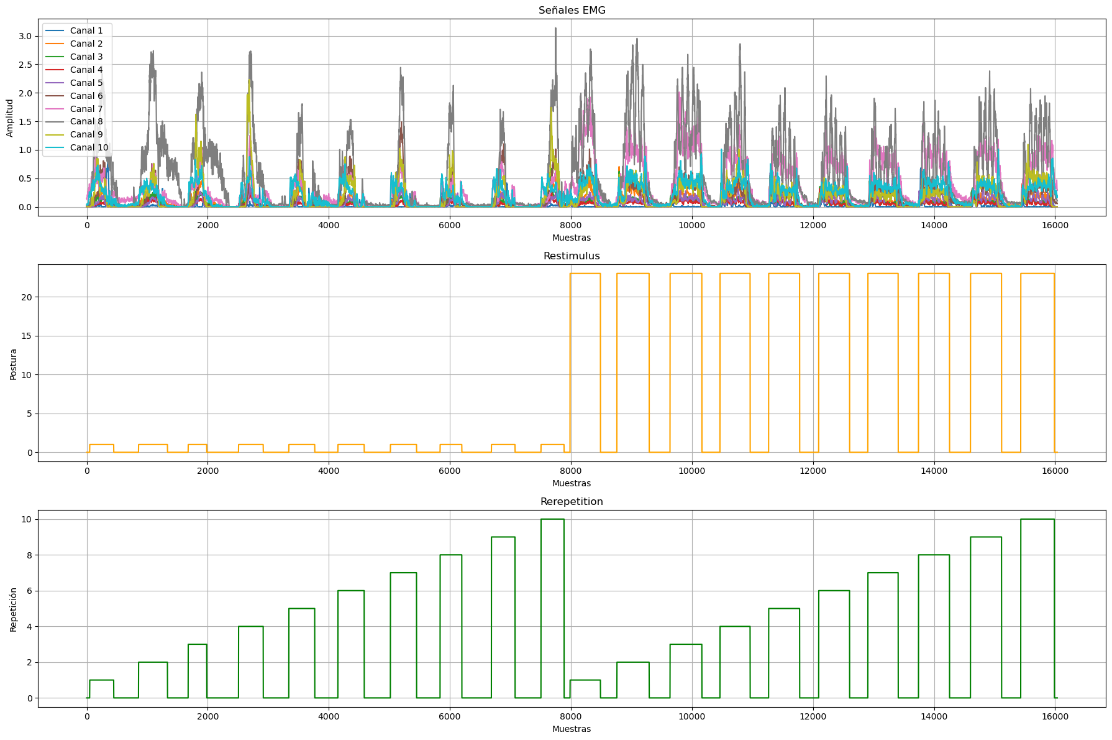 Señales EMG
Amplitud
3.0
2.5
2.0
1.5
1.0
0.5
0.0
Canal 1
Canal 2
Canal 3
Canal 4
Canal 5
Canal 6
Canal 7
Canal 8
Canal 9
Canal 10
0 2000 4000 6000 8000 10000 12000 14000 16000
Muestras
Restimulus
Postura
20
15
10
5
0
0 2000 4000 6000 8000 10000 12000 14000 16000
Muestras
Rerepetition
Repetición
10
8
6
4
2
0
0 2000 4000 6000 8000 10000 12000 14000 16000
Muestras